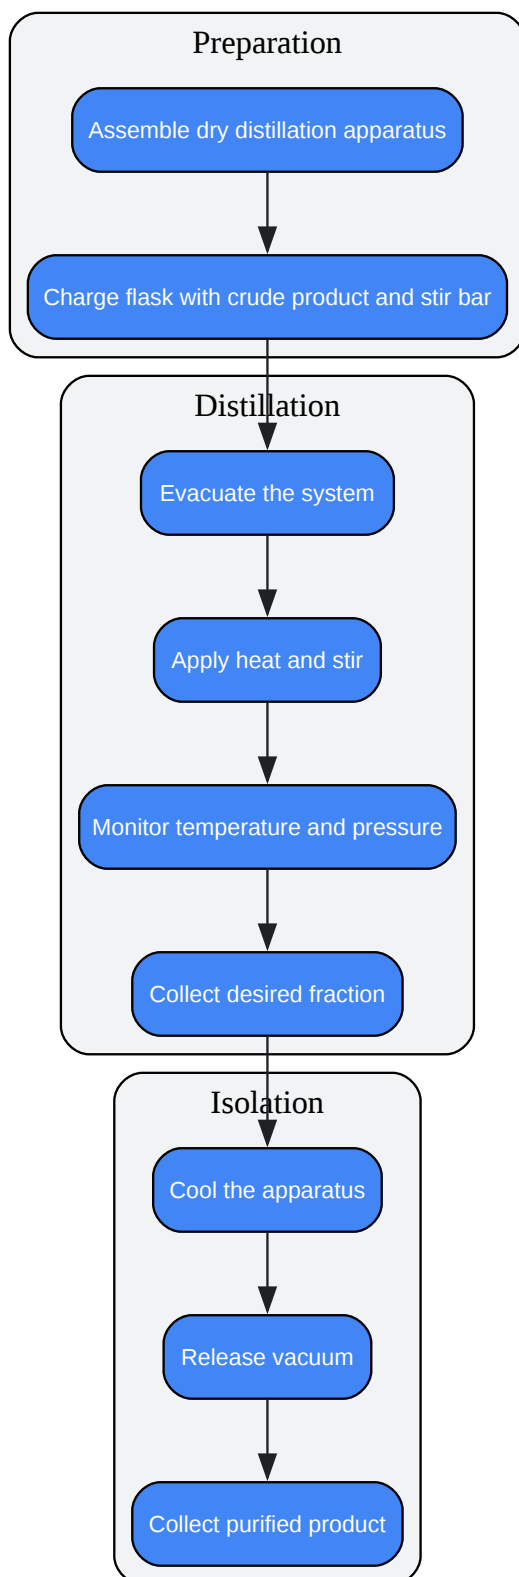 Preparation
Assemble dry distillation apparatus
Charge flask with crude product and stir bar
Distillation
Evacuate the system
Apply heat and stir
Monitor temperature and pressure
Collect desired fraction
Isolation
Cool the apparatus
Release vacuum
Collect purified product